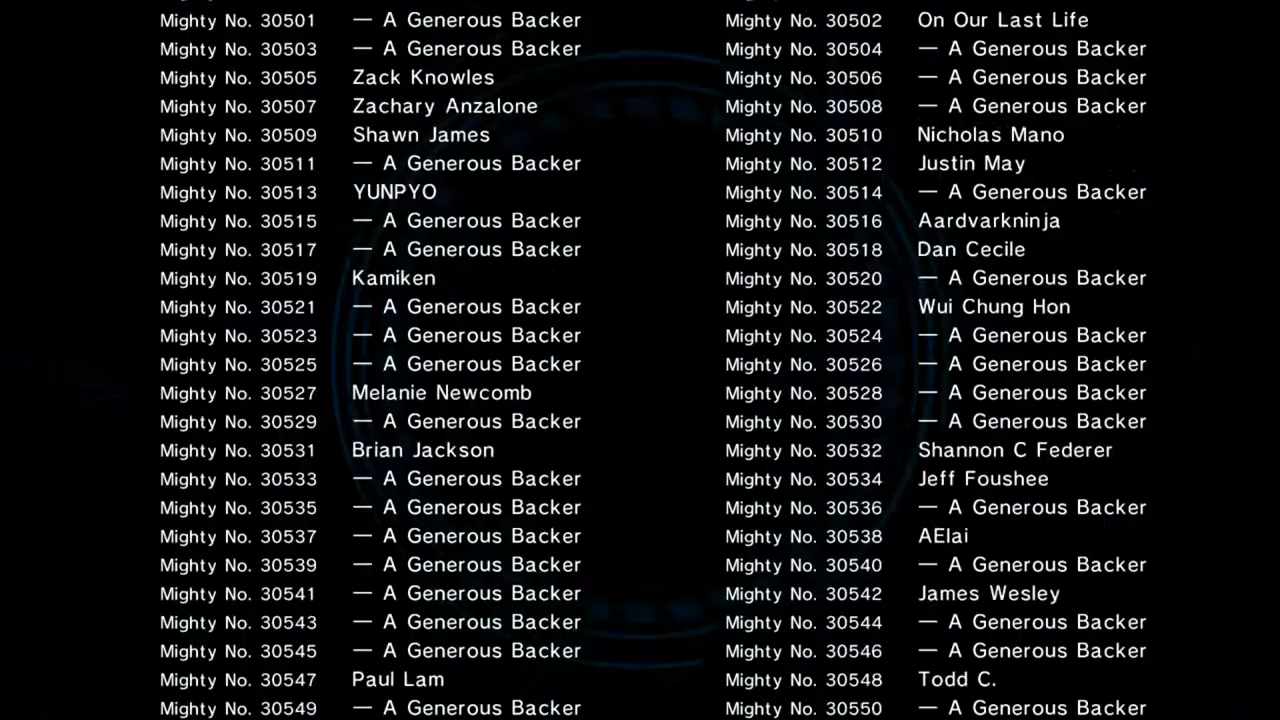 Mighty No. 30501 — A Generous Backer Mighty No. 30502 On Our Last Life
Mighty No. 30503 — A Generous Backer Mighty No. 30504 — A Generous Backer
Mighty No. 30505 Zack Knowles Mighty No. 30506 — A Generous Backer
Mighty No. 30507 Zachary Anzalone Mighty No. 30508 — A Generous Backer
Mighty No. 30509 Shawn James Mighty No. 30510 Nicholas Mano
Mighty No. 30511 — A Generous Backer Mighty No. 30512 Justin May
Mighty No. 30513 YUNPYO Mighty No. 30514 — A Generous Backer
Mighty No. 30515 — A Generous Backer Mighty No. 30516 Aardvarkninja
Mighty No. 30517 — A Generous Backer Mighty No. 30518 Dan Cecile
Mighty No. 30519 Kamiken Mighty No. 30520 — A Generous Backer
Mighty No. 30521 — A Generous Backer Mighty No. 30522 Wui Chung Hon
Mighty No. 30523 — A Generous Backer Mighty No. 30524 — A Generous Backer
Mighty No. 30525 — A Generous Backer Mighty No. 30526 — A Generous Backer
Mighty No. 30527 Melanie Newcomb Mighty No. 30528 — A Generous Backer
Mighty No. 30529 — A Generous Backer Mighty No. 30530 — A Generous Backer
Mighty No. 30531 Brian Jackson Mighty No. 30532 Shannon C Federer
Mighty No. 30533 — A Generous Backer Mighty No. 30534 Jeff Foushee
Mighty No. 30535 — A Generous Backer Mighty No. 30536 — A Generous Backer
Mighty No. 30537 — A Generous Backer Mighty No. 30538 AElai
Mighty No. 30539 — A Generous Backer Mighty No. 30540 — A Generous Backer
Mighty No. 30541 — A Generous Backer Mighty No. 30542 James Wesley
Mighty No. 30543 — A Generous Backer Mighty No. 30544 — A Generous Backer
Mighty No. 30545 — A Generous Backer Mighty No. 30546 — A Generous Backer
Mighty No. 30547 Paul Lam Mighty No. 30548 Todd C.
Mighty No. 30549 — A Generous Backer Mighty No. 30550 — A Generous Backer